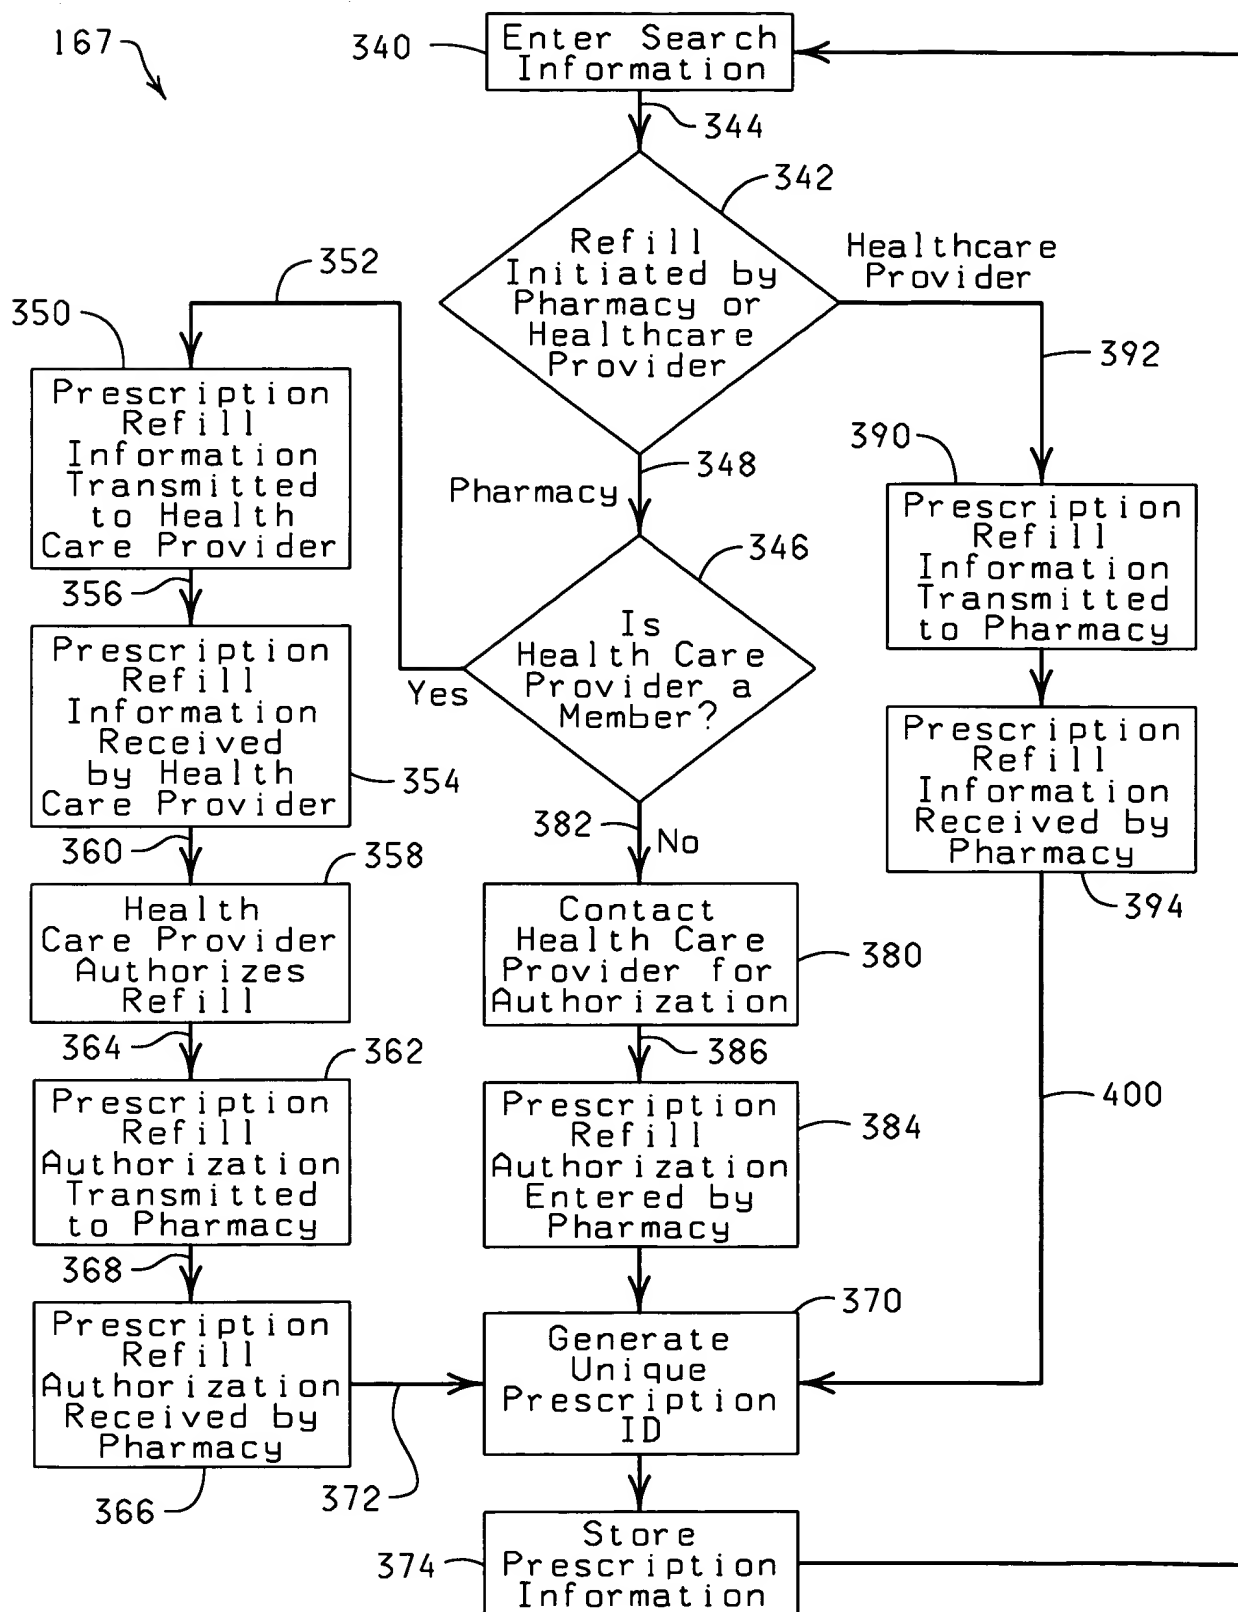 167
340
Enter Search
Information
344
342
Refill
Initiated by
Pharmacy or
Healthcare
Provider
Healthcare
Provider
352
350
392
Prescription
Refill
Information
Transmitted
to Health
Care Provider
348
Pharmacy
390
Prescription
Refill
Information
Transmitted
to Pharmacy
346
Is
Health Care
Provider a
Member?
Yes
356
Prescription
Refill
Information
Received
by Health
Care Provider
354
Prescription
Refill
Information
Received by
Pharmacy
394
382
No
360
358
Health
Care Provider
Authorizes
Refill
Contact
Health Care
Provider for
Authorization
380
364
362
386
400
Prescription
Refill
Authorization
Transmitted
to Pharmacy
Prescription
Refill
Authorization
Entered by
Pharmacy
384
368
370
Prescription
Refill
Authorization
Received by
Pharmacy
366
372
Generate
Unique
Prescription
ID
374
Store
Prescription
Information